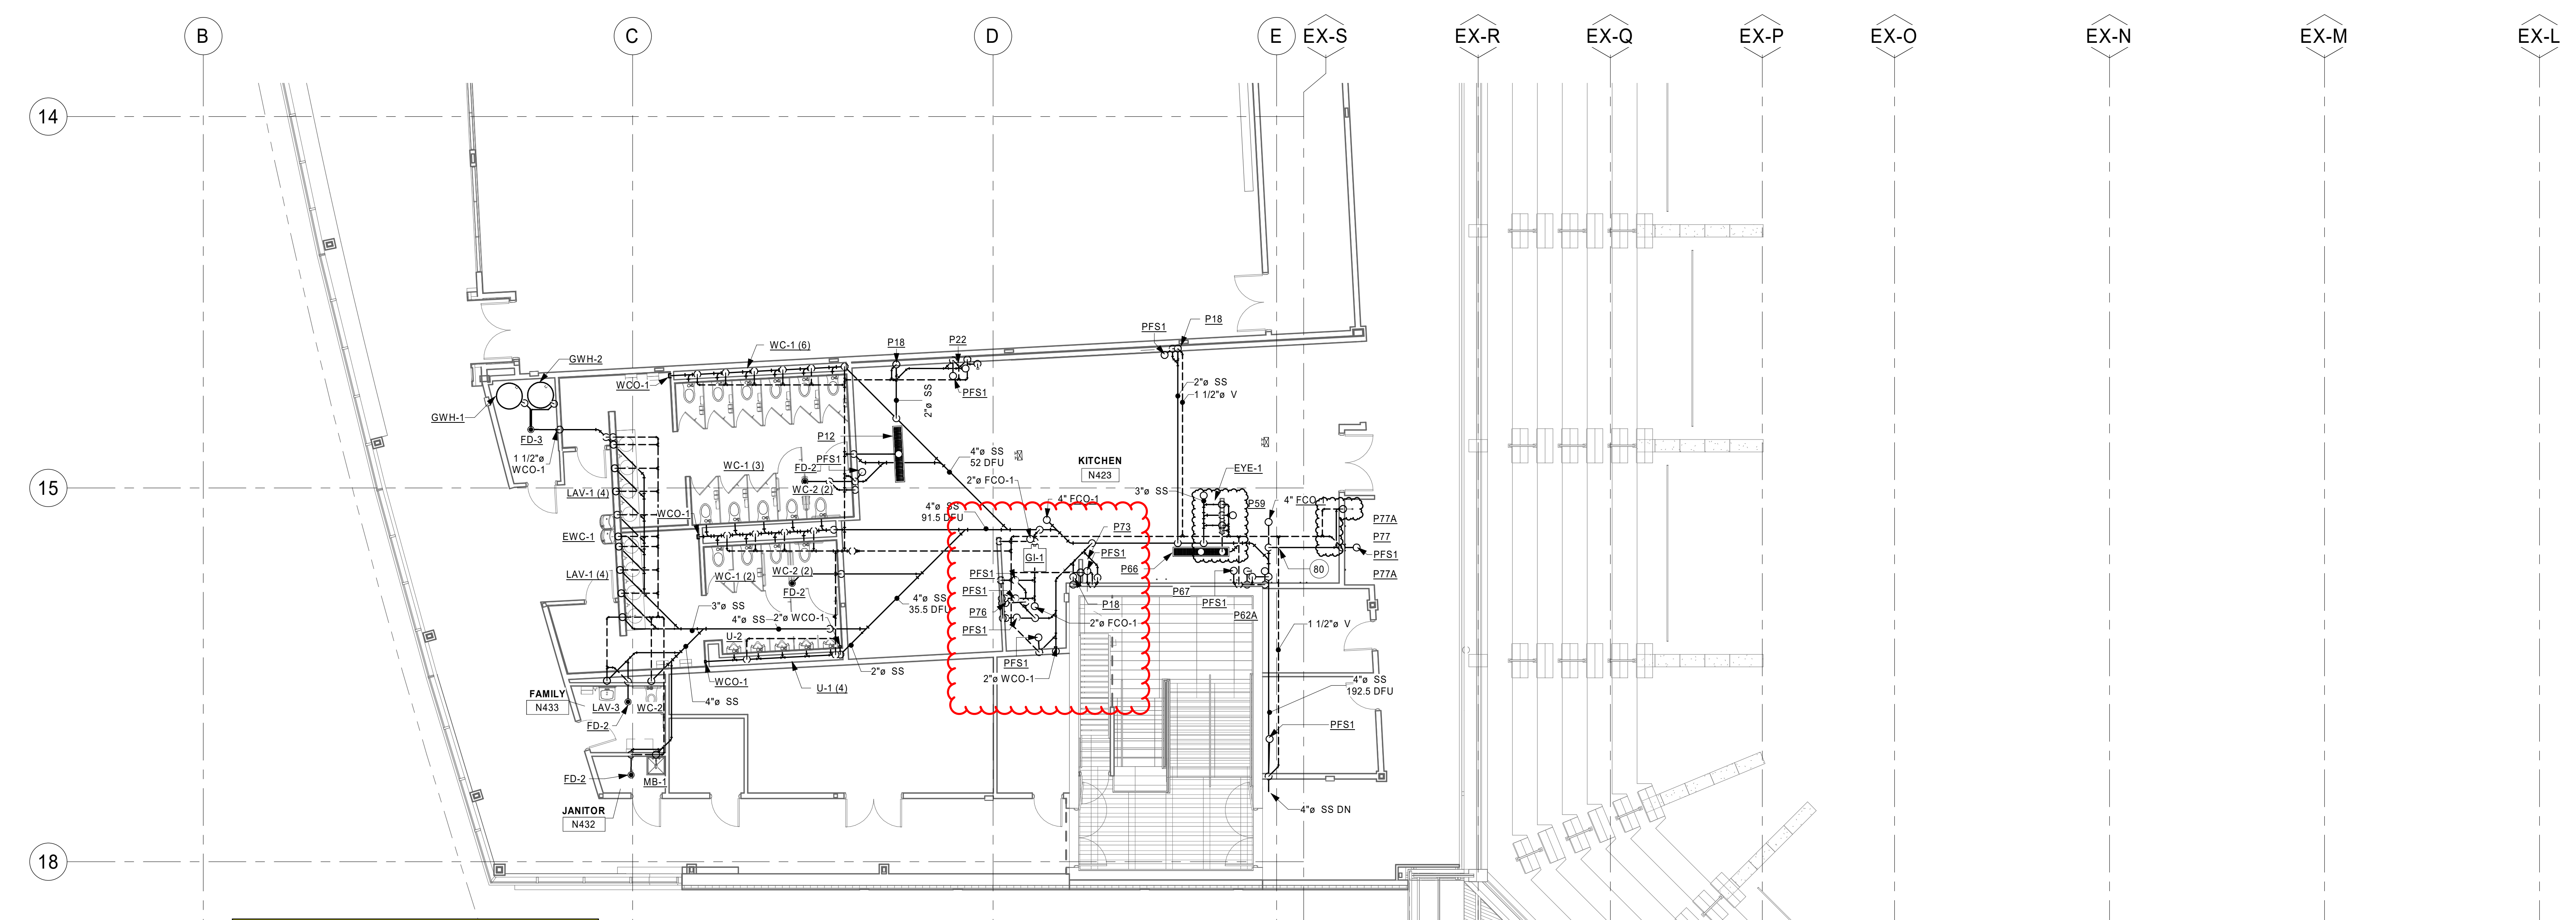 B
C
D
E
EX-S
EX-R
EX-Q
EX-P
EX-O
EX-N
EX-M
EX-L
14
15
18
GWH-2
GWH-1
WC-1 (6)
WCO-1
P18
P22
PFS1
2"ø SS
PFS1
P18
2"ø SS
1 1/2"ø V
FD-3
1 1/2"ø
WCO-1
P12
PFS1
FD-2
WC-1 (3)
WC-2 (2)
LAV-1 (4)
WCO-1
4"ø SS
52 DFU
2"ø FCO-1
KITCHEN
N423
EYE-1
3"ø SS
P59
4" FCO-1
4" FCO-1
4"ø SS
91.5 DFU
P73
P77A
P77
PFS1
P77A
EWC-1
GI-1
PFS1
P66
80
LAV-1 (4)
WC-1 (2)
WC-2 (2)
FD-2
PFS1
PFS1
P76
PFS1
P18
2"ø FCO-1
P67
PFS1
P62A
4"ø SS
35.5 DFU
3"ø SS
4"ø SS
2"ø WCO-1
U-2
1 1/2"ø V
PFS1
2"ø WCO-1
2"ø SS
WCO-1
U-1 (4)
4"ø SS
FAMILY
N433
LAV-3
WC-2
FD-2
4"ø SS
192.5 DFU
PFS1
FD-2
MB-1
JANITOR
N432
4"ø SS DN